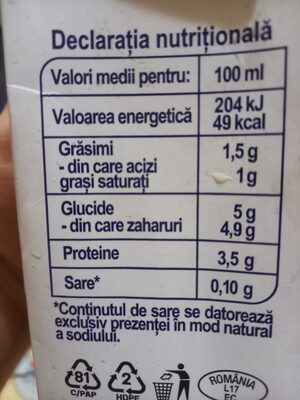 Declarația nutrițională
Valori medii pentru: 100 ml
Valoarea energetică 204 kJ
49 kcal
Grăsimi 1,5 g
- din care acizi
grași saturați 1 g
Glucide 5 g
- din care zaharuri 4,9 g
Proteine 3,5 g
Sare* 0,10 g
*Conținutul de sare se datorează
exclusiv prezenței în mod natural
a sodiului.
81
C/PAP
2
HDPE
ROMÂNIA
L17
EC